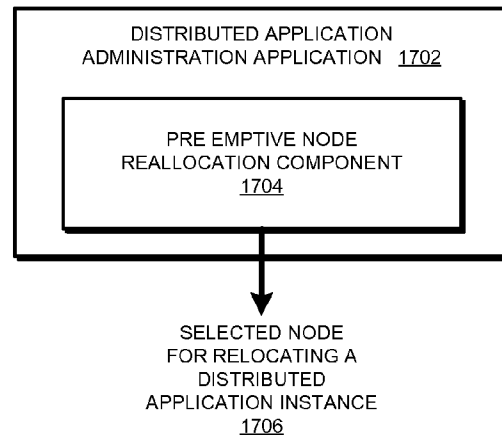 DISTRIBUTED APPLICATION
ADMINISTRATION APPLICATION 1702
PRE EMPTIVE NODE
REALLOCATION COMPONENT
1704
SELECTED NODE
FOR RELOCATING A
DISTRIBUTED
APPLICATION INSTANCE
1706